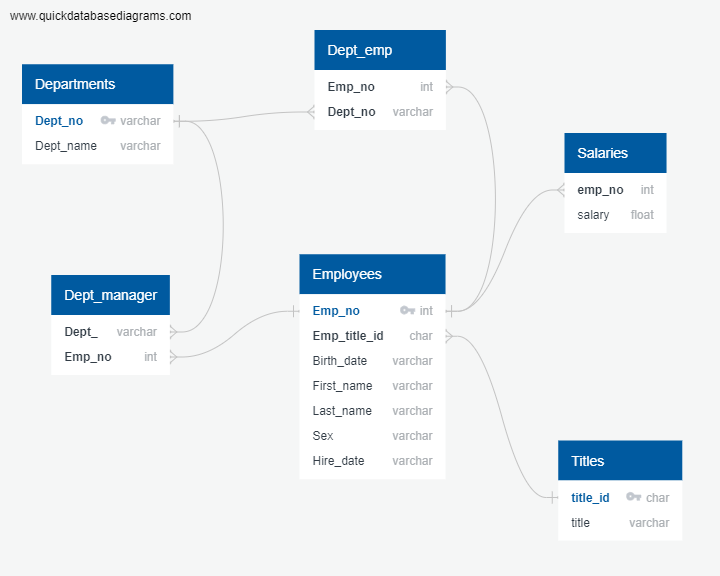 www.quickdatabasediagrams.com
Departments
Dept_no varchar
Dept_name varchar
Dept_emp
Emp_no int
Dept_no varchar
Salaries
emp_no int
salary float
Dept_manager
Dept_ varchar
Emp_no int
Employees
Emp_no int
Emp_title_id char
Birth_date varchar
First_name varchar
Last_name varchar
Sex varchar
Hire_date varchar
Titles
title_id char
title varchar